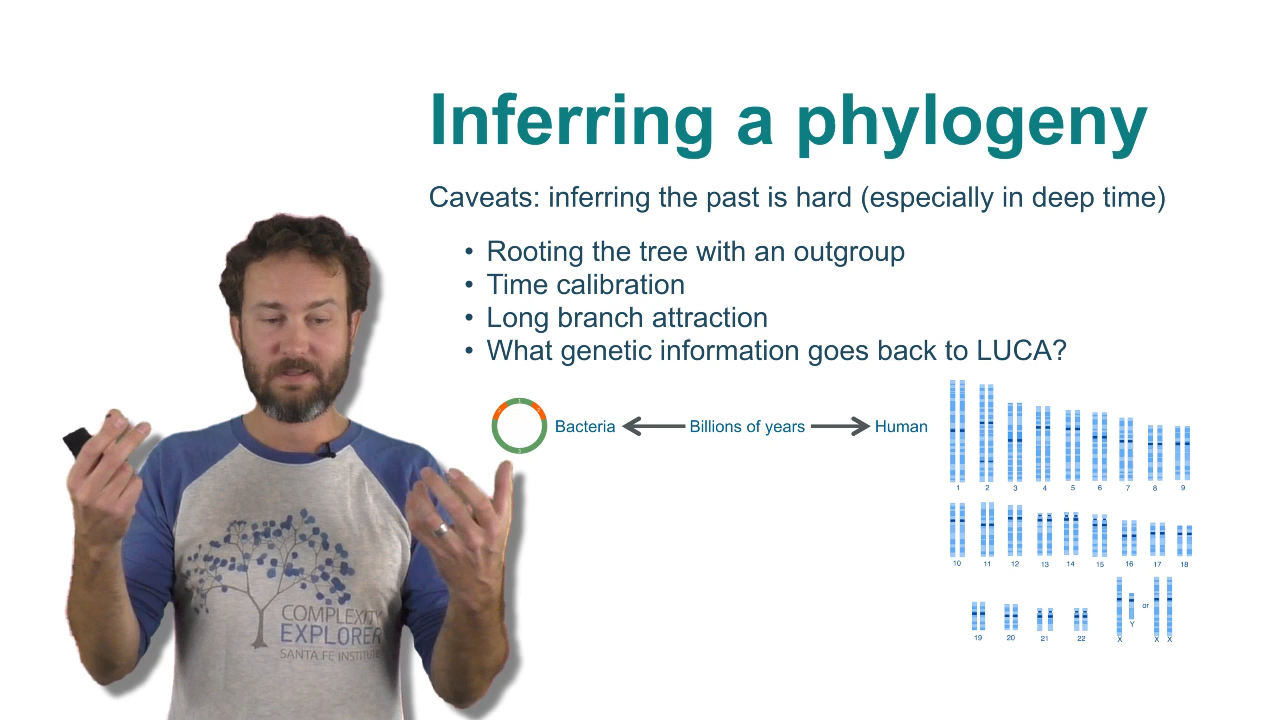 Inferring a phylogeny
Caveats: inferring the past is hard (especially in deep time)
• Rooting the tree with an outgroup
• Time calibration
• Long branch attraction
• What genetic information goes back to LUCA?
Bacteria Billions of years Human
1 2 3 4 5 6 7 8 9
10 11 12 13 14 15 16 17 18
or
Y
19 20 21 22 X X X
COMPLEXITY
EXPLORER
SANTA FE INSTITUTE